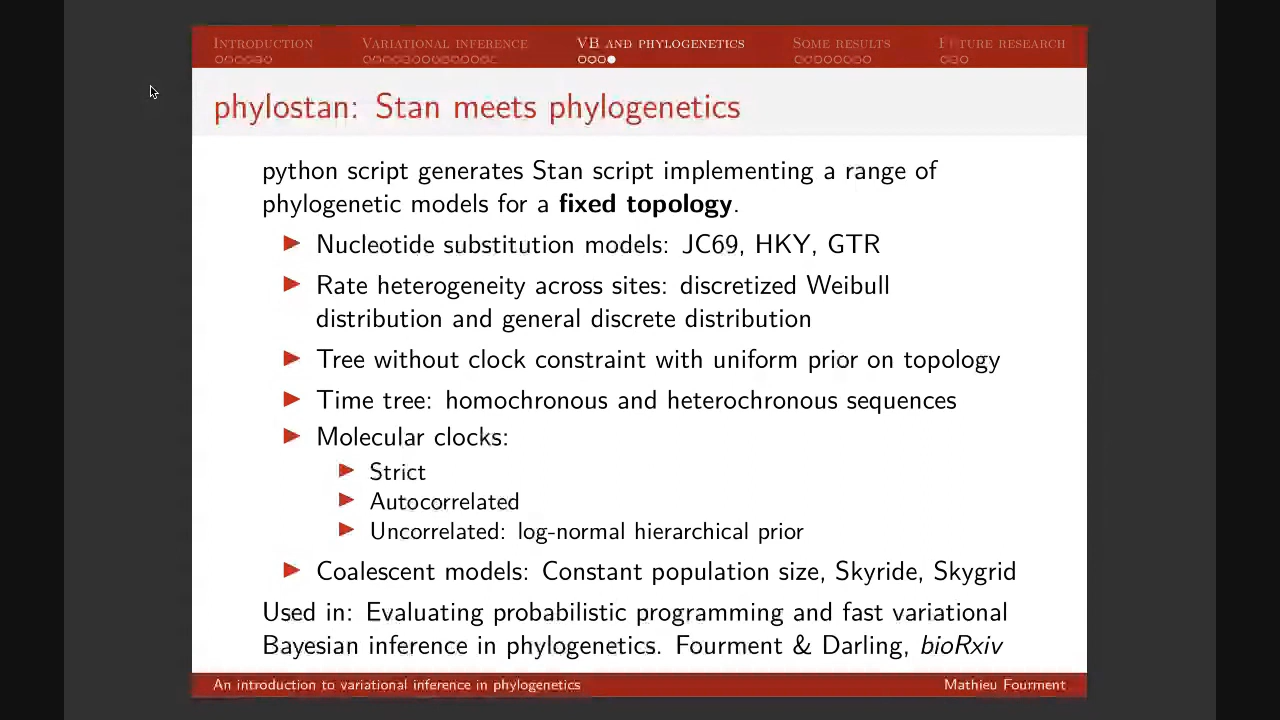 INTRODUCTION VARIATIONAL INFERENCE VB AND PHYLOGENETICS SOME RESULTS FUTURE RESEARCH
phylostan: Stan meets phylogenetics
python script generates Stan script implementing a range of
phylogenetic models for a fixed topology.
Nucleotide substitution models: JC69, HKY, GTR
Rate heterogeneity across sites: discretized Weibull
distribution and general discrete distribution
Tree without clock constraint with uniform prior on topology
Time tree: homochronous and heterochronous sequences
Molecular clocks:
Strict
Autocorrelated
Uncorrelated: log-normal hierarchical prior
Coalescent models: Constant population size, Skyride, Skygrid
Used in: Evaluating probabilistic programming and fast variational
Bayesian inference in phylogenetics. Fourment & Darling, bioRxiv
An introduction to variational inference in phylogenetics Mathieu Fourment